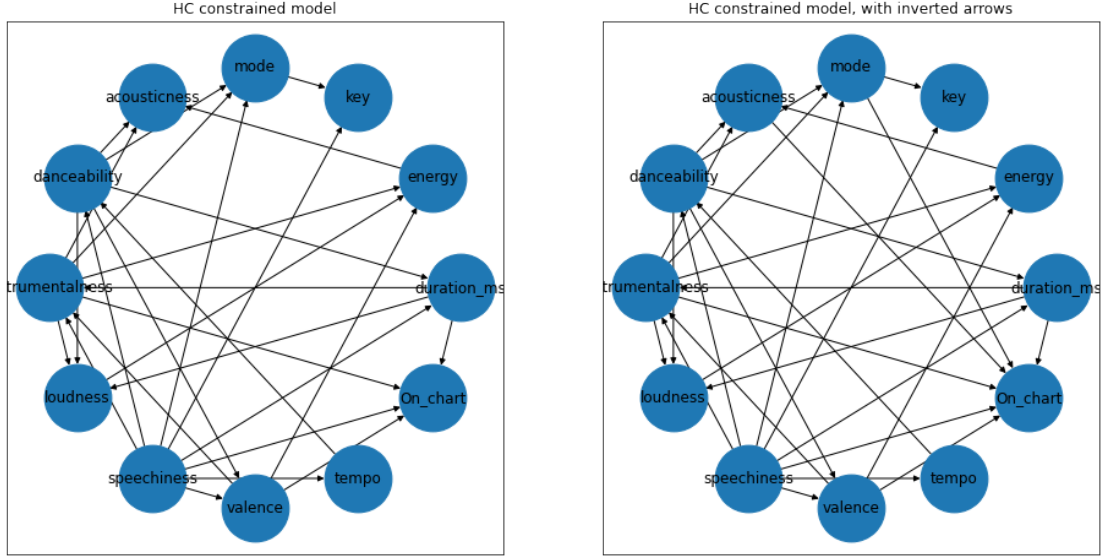 HC constrained model
mode
acousticness
key
danceability
energy
trumentalness
duration_ms
loudness
On_chart
speechiness
tempo
valence
HC constrained model, with inverted arrows
mode
acousticness
key
danceability
energy
trumentalness
duration_ms
loudness
On_chart
speechiness
tempo
valence